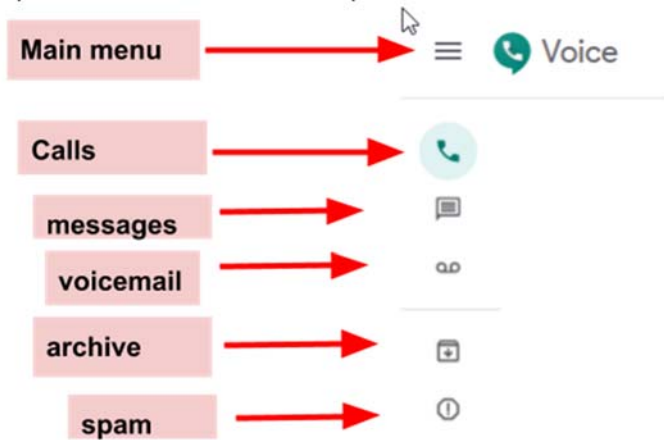 Main menu
Voice
Calls
messages
voicemail
archive
spam